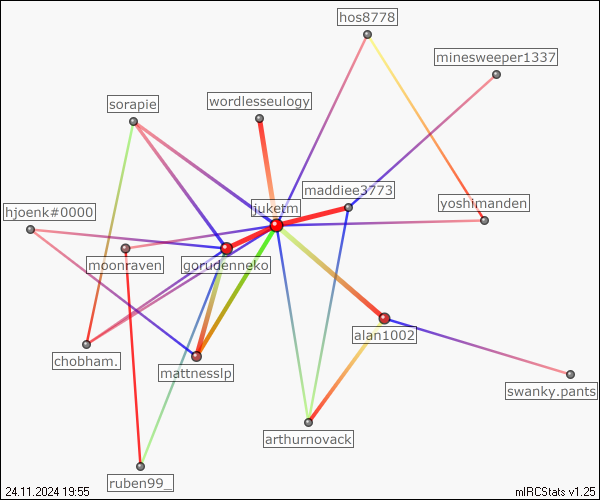 hos8778
minesweeper1337
sorapie
wordlesseulogy
maddiee3773
juketm
yoshimanden
hjoenk#0000
moonraven
gorudenneko
alan1002
chobham.
mattnesslp
swanky.pants
arthurnovack
ruben99_
24.11.2024 19:55
mIRCStats v1.25